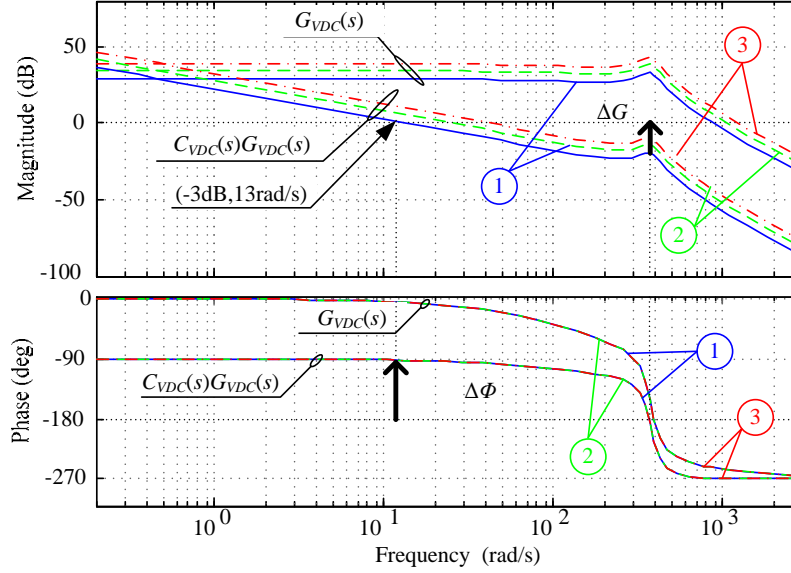 G_VDC(s)
50
0
-50
-100
Magnitude (dB)
C_VDC(s)G_VDC(s)
(-3dB,13rad/s)
ΔG
1
2
3
0
-90
-180
-270
Phase (deg)
G_VDC(s)
C_VDC(s)G_VDC(s)
ΔΦ
1
2
3
10^0
10^1
10^2
10^3
Frequency (rad/s)